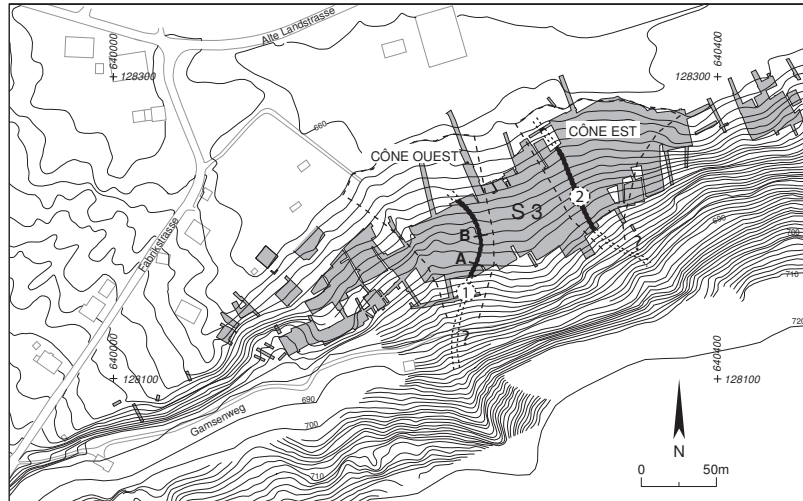 Alte Landstrasse
640000
128300
640400
128300
660
CÔNE OUEST
CÔNE EST
Fabrikstrasse
S 3
2
B
A
1
?
?
690
700
710
720
640000
128100
640400
128100
Gamsenweg
690
700
710
N
0
50m